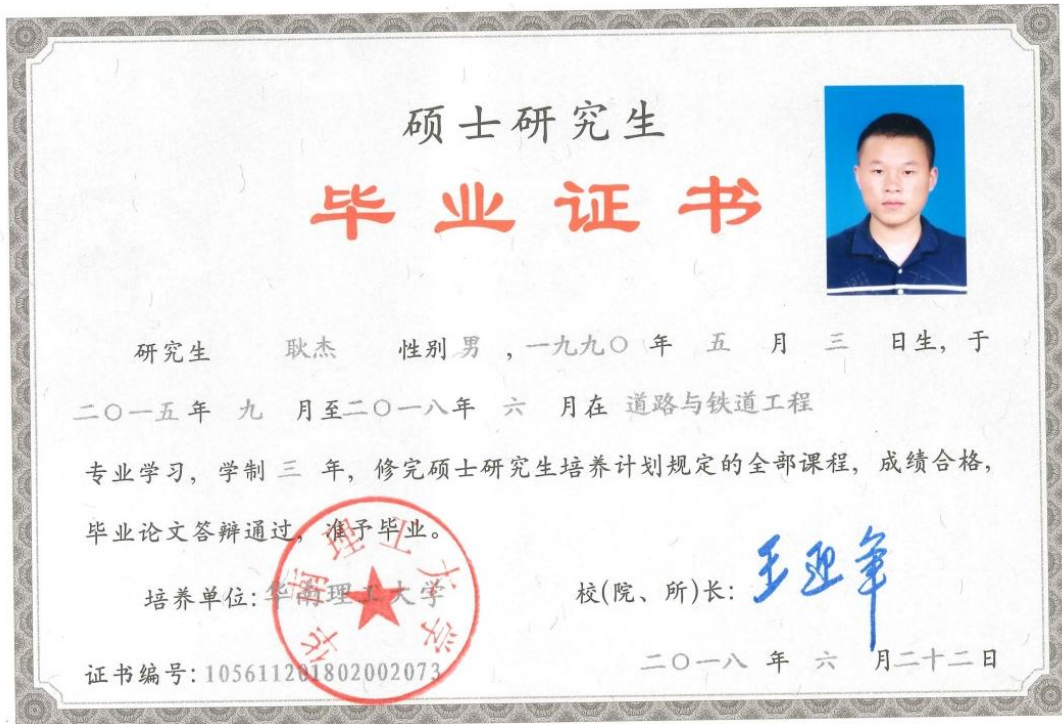 硕士研究生
毕业证书
研究生 耿杰 性别 男 ,一九九〇 年 五 月 三 日生,于
二〇一五年 九 月至二〇一八年 六 月在 道路与铁道工程
专业学习,学制 三 年,修完硕士研究生培养计划规定的全部课程,成绩合格,
毕业论文答辩通过,准予毕业。
华南理工大学
培养单位:华南理工大学 校(院、所)长:王迎军
证书编号:105611201802002073 二〇一八 年 六 月二十二日